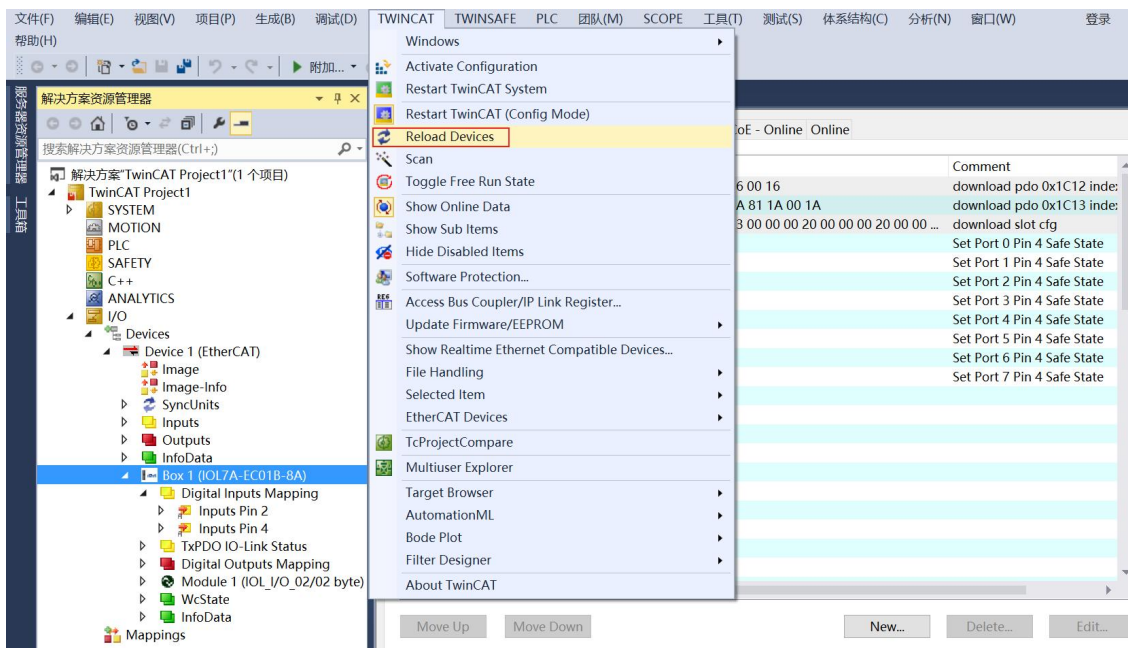 文件(F) 编辑(E) 视图(V) 项目(P) 生成(B) 调试(D) TWINCAT TWINSAFE PLC 团队(M) SCOPE 工具(T) 测试(S) 体系结构(C) 分析(N) 窗口(W) 登录
帮助(H)
附加...
服务器资源管理器
工具箱
解决方案资源管理器
搜索解决方案资源管理器(Ctrl+;)
解决方案"TwinCAT Project1"(1 个项目)
TwinCAT Project1
SYSTEM
MOTION
PLC
SAFETY
C++
ANALYTICS
I/O
Devices
Device 1 (EtherCAT)
Image
Image-Info
SyncUnits
Inputs
Outputs
InfoData
Box 1 (IOL7A-EC01B-8A)
Digital Inputs Mapping
Inputs Pin 2
Inputs Pin 4
TxPDO IO-Link Status
Digital Outputs Mapping
Module 1 (IOL_I/O_02/02 byte)
WcState
InfoData
Mappings
Windows
Activate Configuration
Restart TwinCAT System
Restart TwinCAT (Config Mode)
Reload Devices
Scan
Toggle Free Run State
Show Online Data
Show Sub Items
Hide Disabled Items
Software Protection...
Access Bus Coupler/IP Link Register...
Update Firmware/EEPROM
Show Realtime Ethernet Compatible Devices...
File Handling
Selected Item
EtherCAT Devices
TcProjectCompare
Multiuser Explorer
Target Browser
AutomationML
Bode Plot
Filter Designer
About TwinCAT
oE - Online Online
Comment
6 00 16 download pdo 0x1C12 inde
A 81 1A 00 1A download pdo 0x1C13 inde
3 00 00 00 20 00 00 00 20 00 00 ... download slot cfg
Set Port 0 Pin 4 Safe State
Set Port 1 Pin 4 Safe State
Set Port 2 Pin 4 Safe State
Set Port 3 Pin 4 Safe State
Set Port 4 Pin 4 Safe State
Set Port 5 Pin 4 Safe State
Set Port 6 Pin 4 Safe State
Set Port 7 Pin 4 Safe State
Move Up Move Down New... Delete... Edit...